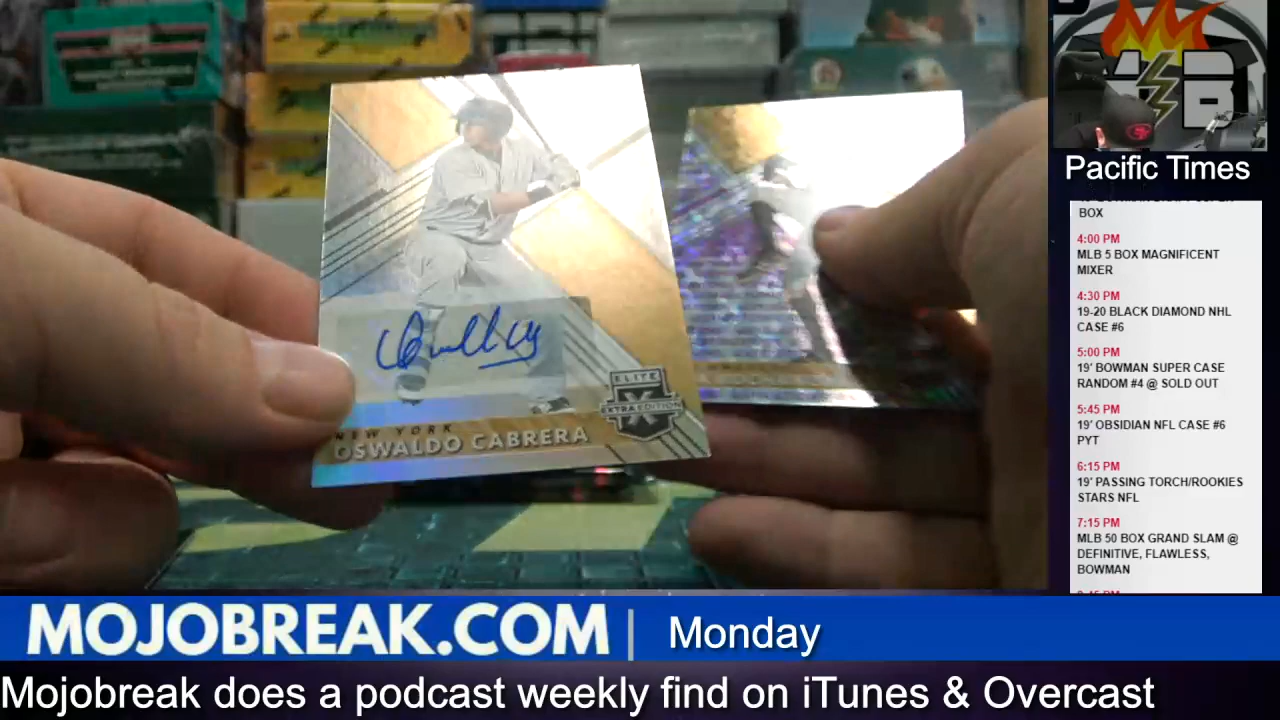 NEW YORK
OSWALDO CABRERA
ELITE
EXTRA EDITION
Pacific Times
BOX
4:00 PM
MLB 5 BOX MAGNIFICENT
MIXER
4:30 PM
19-20 BLACK DIAMOND NHL
CASE #6
5:00 PM
19' BOWMAN SUPER CASE
RANDOM #4 @ SOLD OUT
5:45 PM
19' OBSIDIAN NFL CASE #6
PYT
6:15 PM
19' PASSING TORCH/ROOKIES
STARS NFL
7:15 PM
MLB 50 BOX GRAND SLAM @
DEFINITIVE, FLAWLESS,
BOWMAN
MOJOBREAK.COM | Monday
Mojobreak does a podcast weekly find on iTunes & Overcast